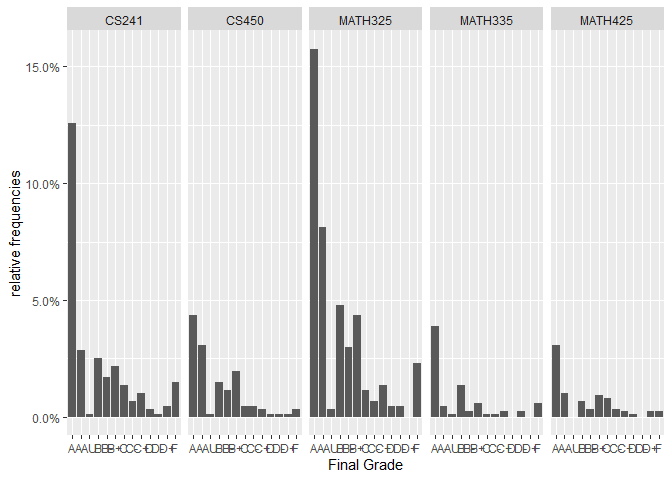 CS241 CS450 MATH325 MATH335 MATH425
15.0%
10.0%
5.0%
0.0%
relative frequencies
Final Grade